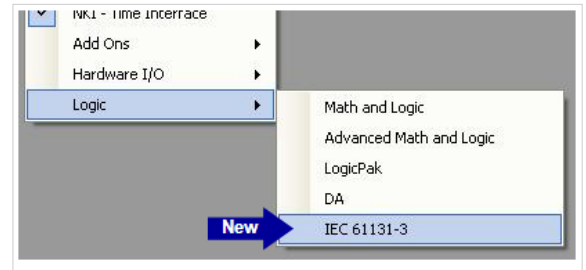 NKI - Time Interface
Add Ons
Hardware I/O
Logic
Math and Logic
Advanced Math and Logic
LogicPak
DA
New
IEC 61131-3